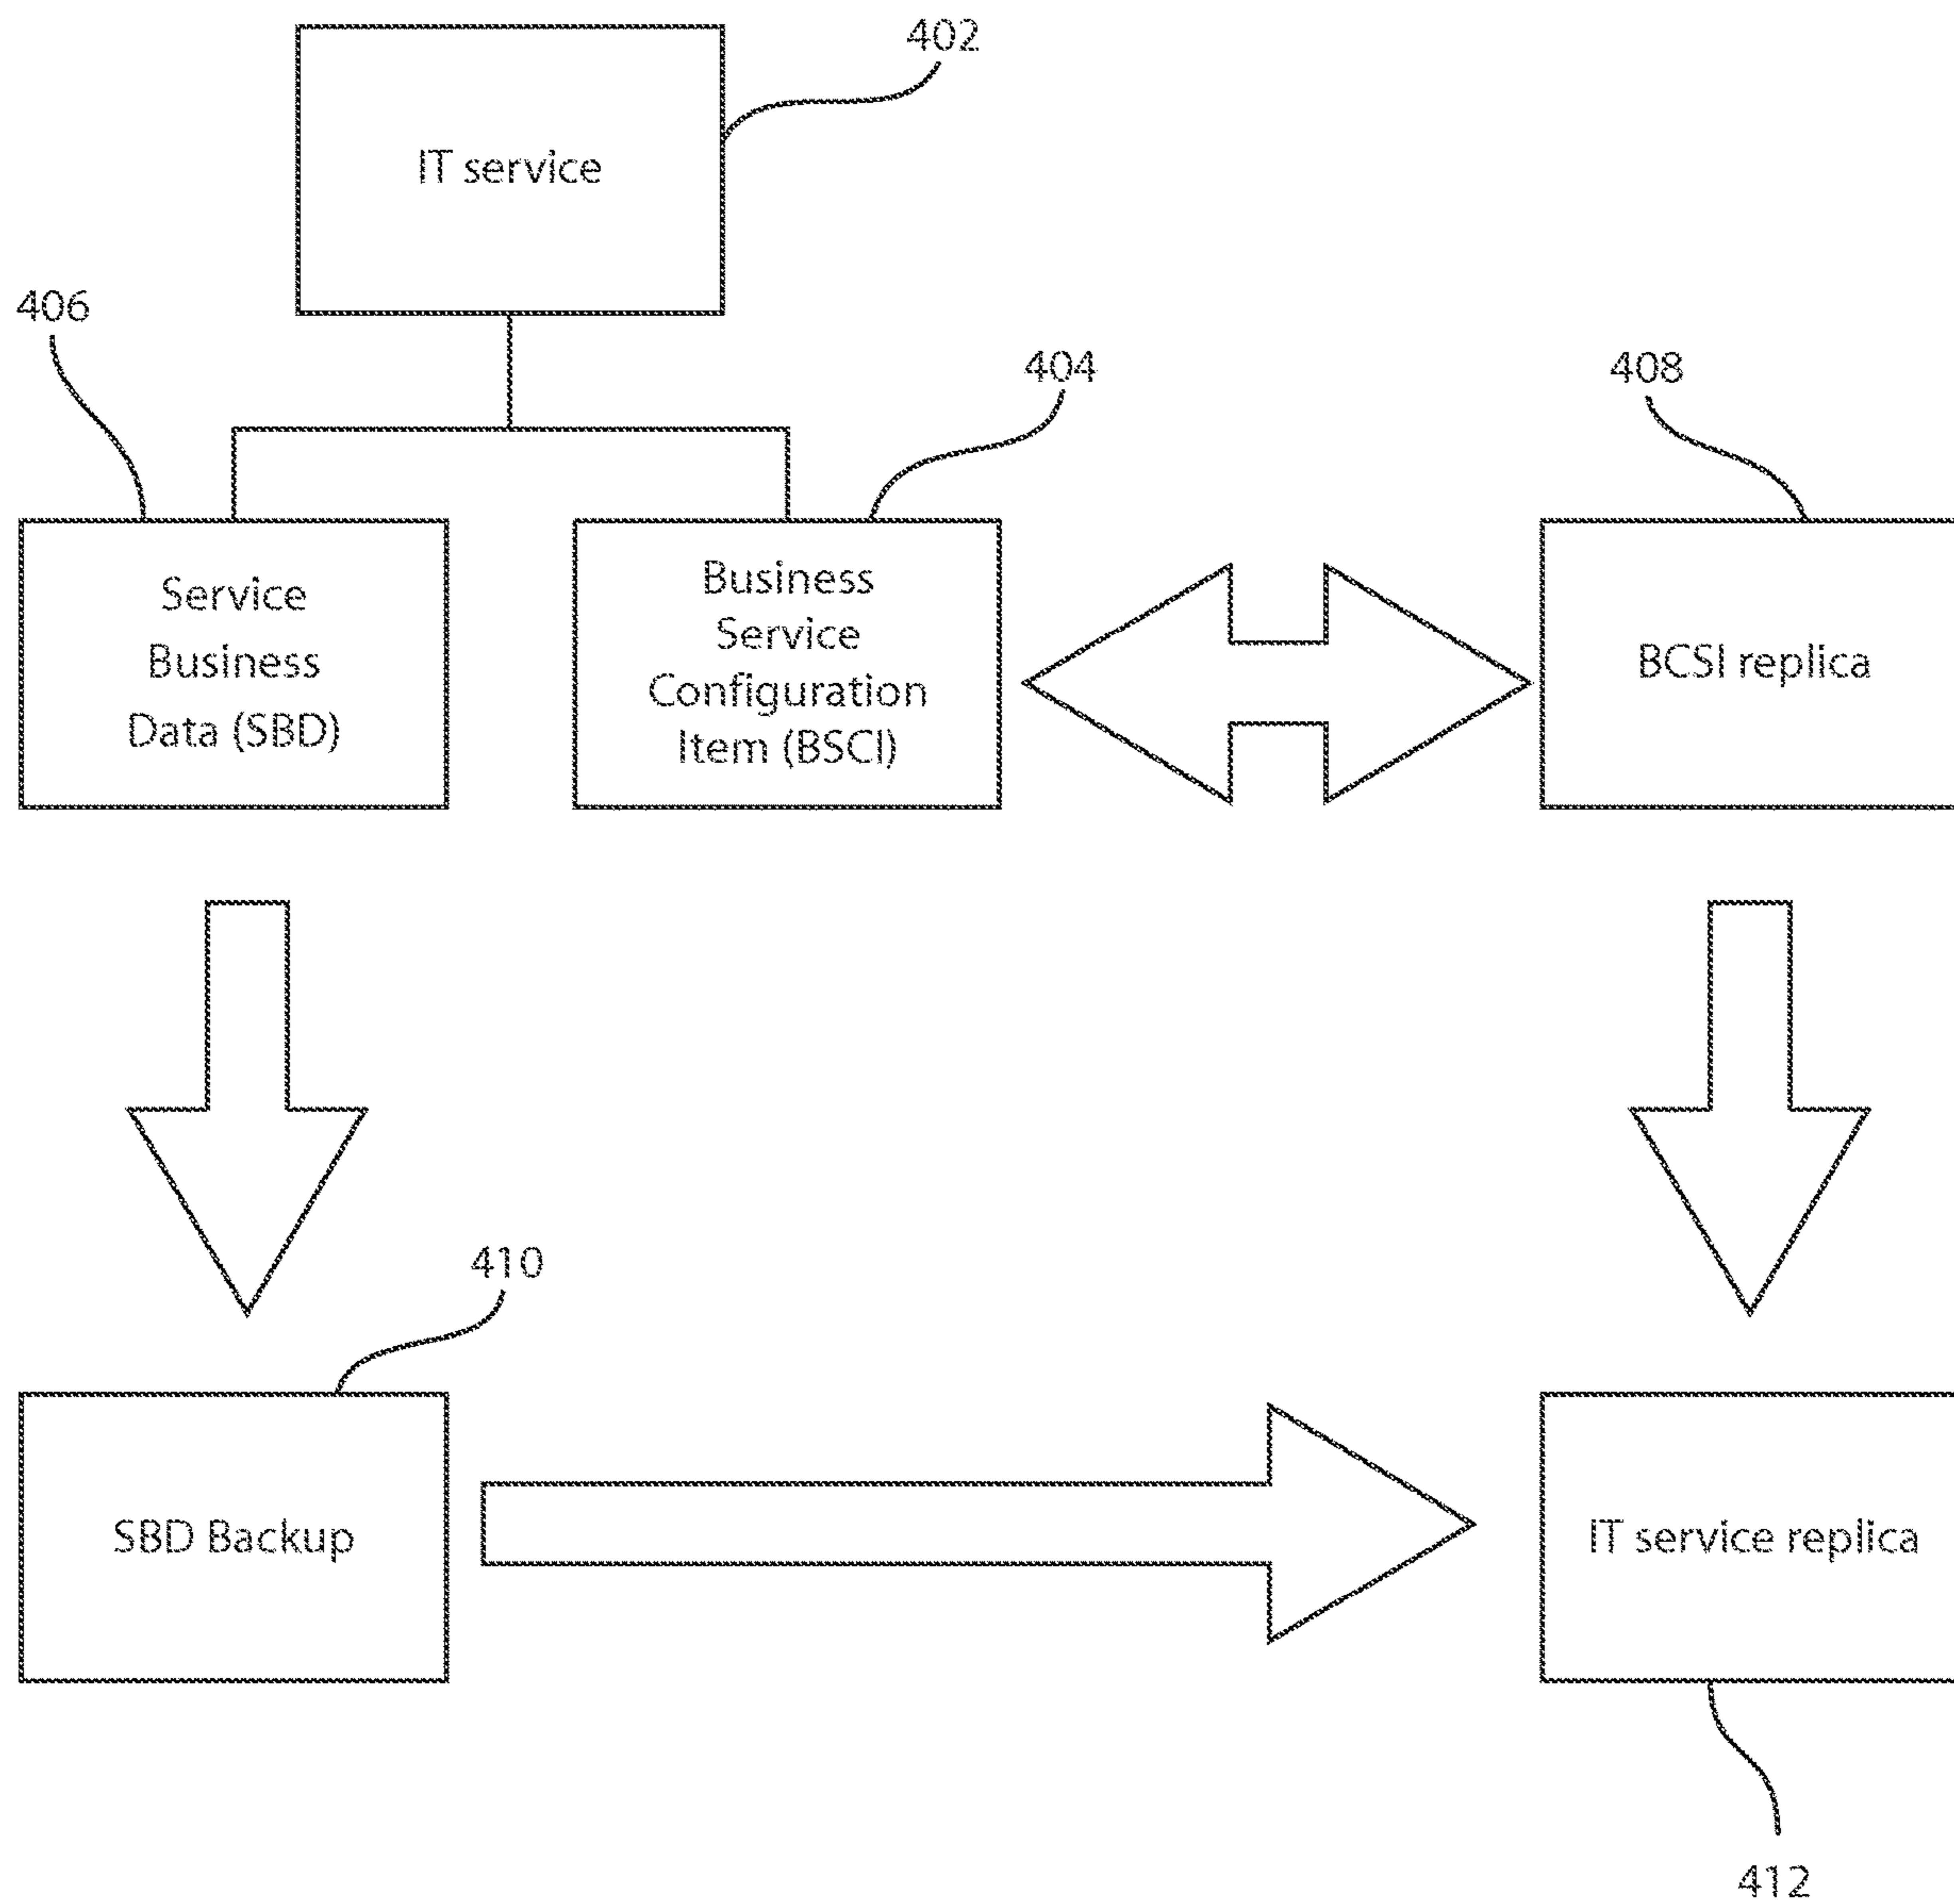 402
IT service
406
404
408
Service
Business
Data (SBD)
Business
Service
Configuration
Item (BSCI)
BCSI replica
410
SBD Backup
IT service replica
412